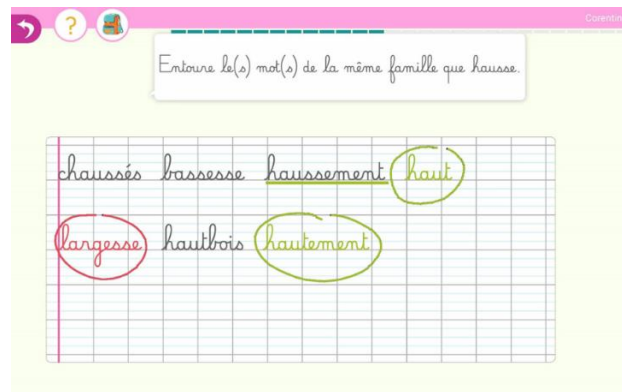 ?
Corentin
Entoure le(s) mot(s) de la même famille que hausse.
chaussés bassesse haussement haut
largesse hautbois hautement